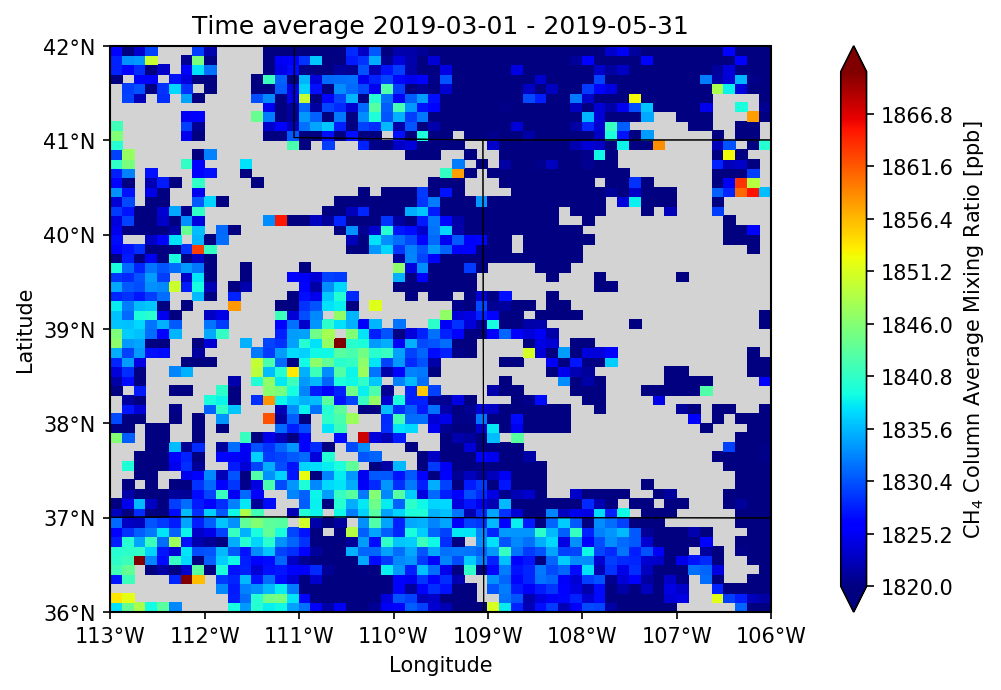 Time average 2019-03-01 - 2019-05-31
42°N
41°N
40°N
39°N
38°N
37°N
36°N
Latitude
113°W 112°W 111°W 110°W 109°W 108°W 107°W 106°W
Longitude
1866.8
1861.6
1856.4
1851.2
1846.0
1840.8
1835.6
1830.4
1825.2
1820.0
CH₄ Column Average Mixing Ratio [ppb]